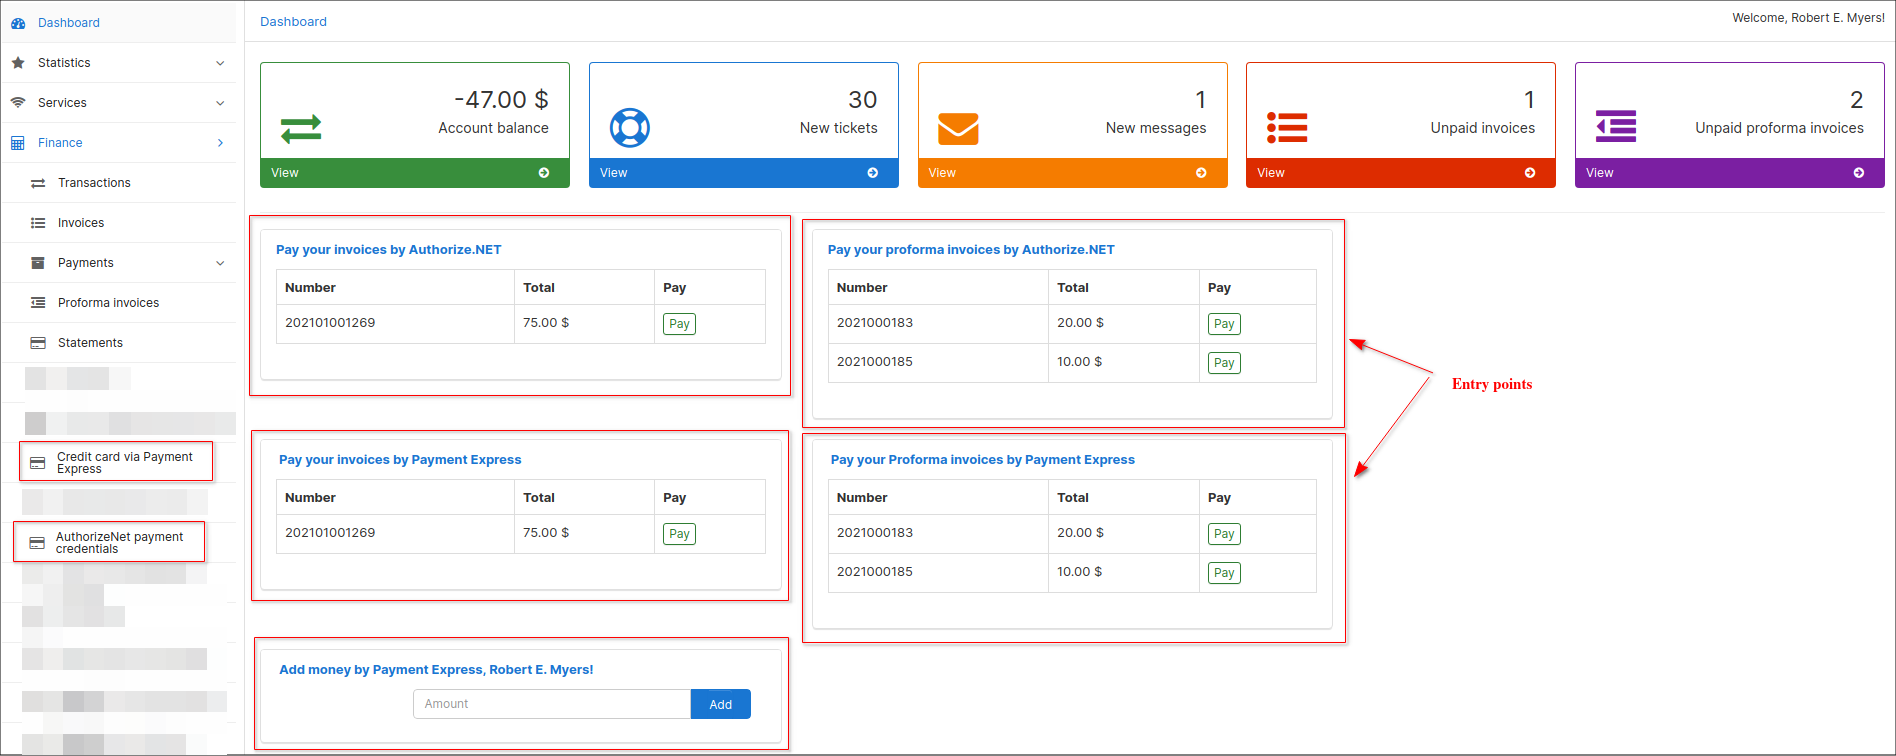 Dashboard
Statistics
Services
Finance
Transactions
Invoices
Payments
Proforma invoices
Statements
Credit card via Payment
Express
AuthorizeNet payment
credentials
Dashboard
Welcome, Robert E. Myers!
-47.00 $
Account balance
View
30
New tickets
View
1
New messages
View
1
Unpaid invoices
View
2
Unpaid proforma invoices
View
Pay your invoices by Authorize.NET
Number Total Pay
202101001269 75.00 $ Pay
Pay your proforma invoices by Authorize.NET
Number Total Pay
2021000183 20.00 $ Pay
2021000185 10.00 $ Pay
Entry points
Pay your invoices by Payment Express
Number Total Pay
202101001269 75.00 $ Pay
Pay your Proforma invoices by Payment Express
Number Total Pay
2021000183 20.00 $ Pay
2021000185 10.00 $ Pay
Add money by Payment Express, Robert E. Myers!
Amount Add